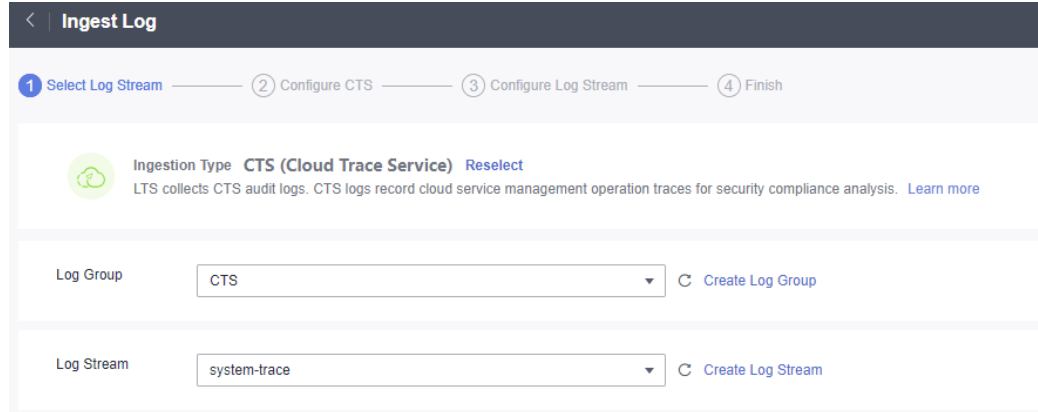 Ingest Log
1 Select Log Stream 2 Configure CTS 3 Configure Log Stream 4 Finish
Ingestion Type CTS (Cloud Trace Service) Reselect
LTS collects CTS audit logs. CTS logs record cloud service management operation traces for security compliance analysis. Learn more
Log Group CTS Create Log Group
Log Stream system-trace Create Log Stream